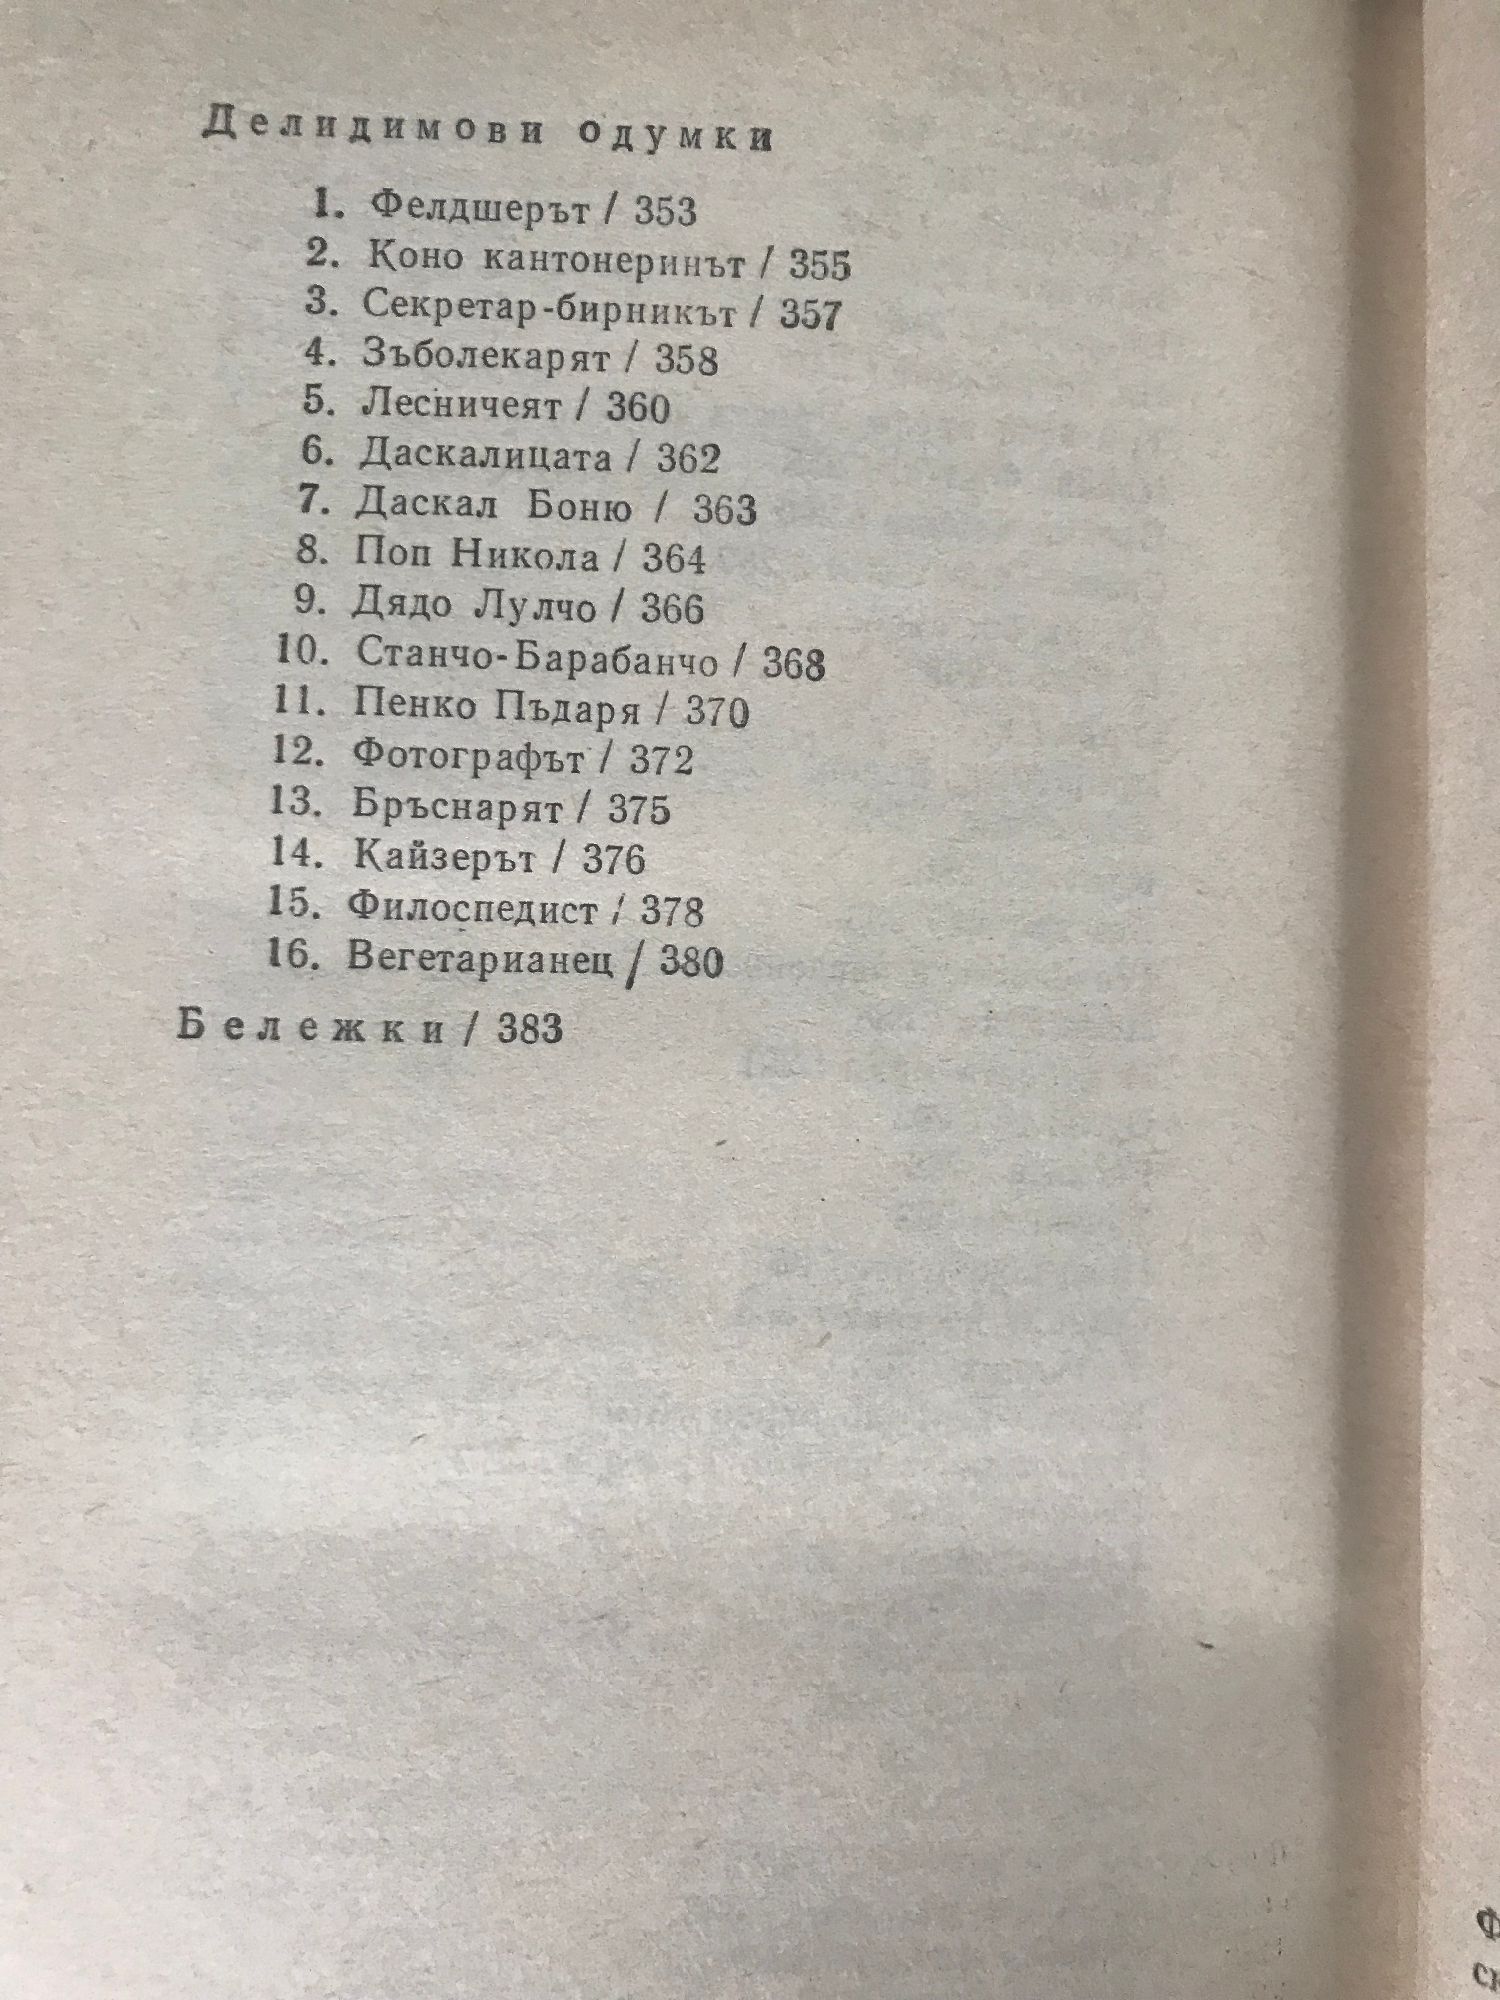 Делидимови одумки
1. Фелдшерът / 353
2. Коно кантонеринът / 355
3. Секретар-бирникът / 357
4. Зъболекарят / 358
5. Лесничеят / 360
6. Даскалицата / 362
7. Даскал Боню / 363
8. Поп Никола / 364
9. Дядо Лулчо / 366
10. Станчо-Барабанчо / 368
11. Пенко Пъдаря / 370
12. Фотографът / 372
13. Бръснарят / 375
14. Кайзерът / 376
15. Филоспедист / 378
16. Вегетарианец / 380
Бележки / 383